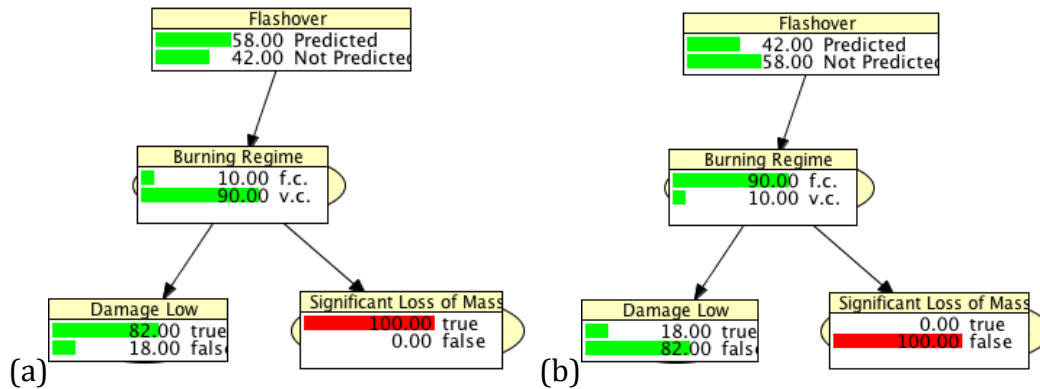 Flashover
58.00 Predicted
42.00 Not Predicted
Burning Regime
10.00 f.c.
90.00 v.c.
Damage Low
82.00 true
18.00 fals
Significant Loss of Mass
100.00 true
0.00 false
(a)
Flashover
42.00 Predicted
58.00 Not Predicted
Burning Regime
90.00 f.c.
10.00 v.c.
Damage Low
18.00 true
82.00 fals
Significant Loss of Mass
0.00 true
100.00 false
(b)